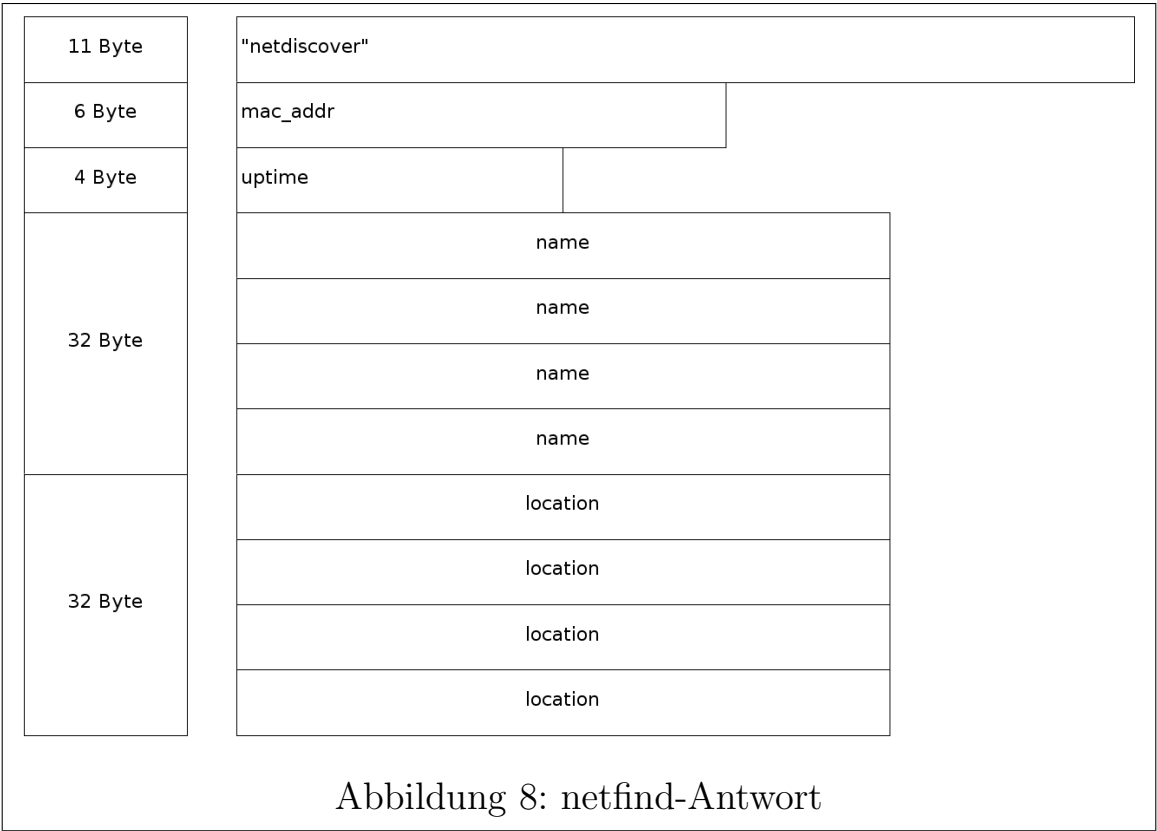 11 Byte "netdiscover"
6 Byte mac_addr
4 Byte uptime
name
name
32 Byte
name
name
location
location
32 Byte
location
location
Abbildung 8: netfind-Antwort